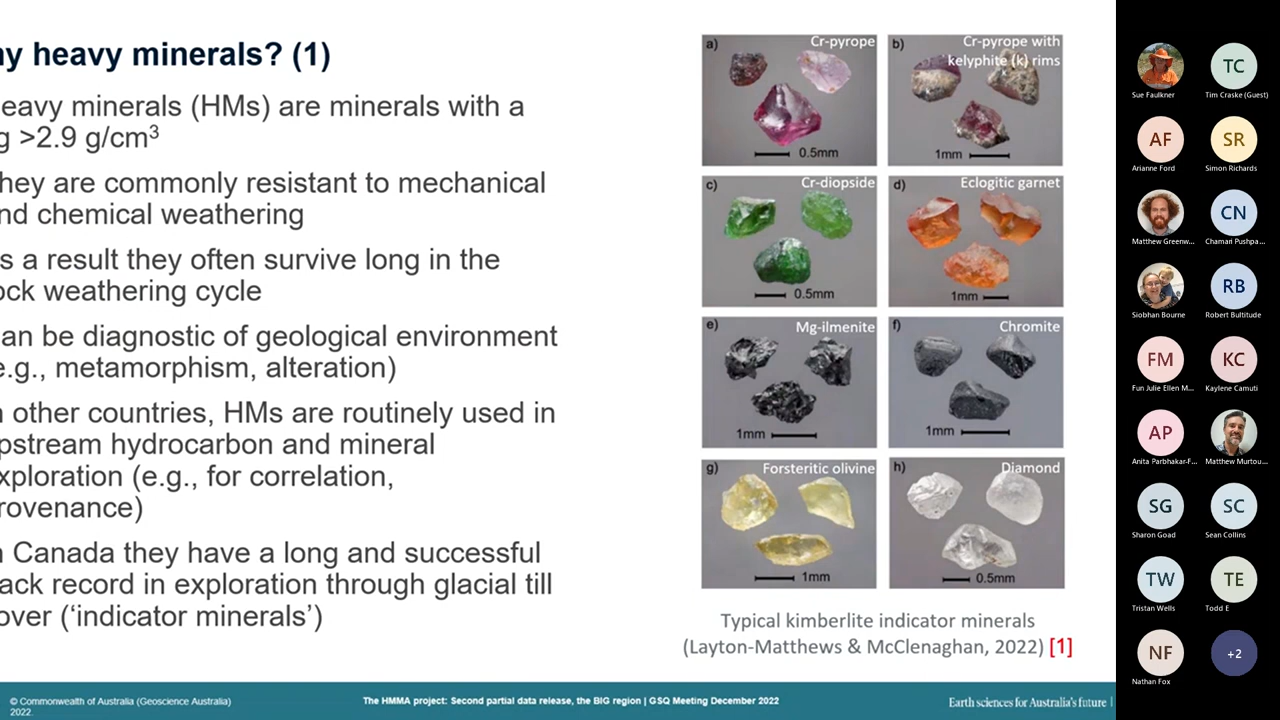 ny heavy minerals? (1)
eavy minerals (HMs) are minerals with a
g >2.9 g/cm³
hey are commonly resistant to mechanical
nd chemical weathering
s a result they often survive long in the
ock weathering cycle
an be diagnostic of geological environment
e.g., metamorphism, alteration)
n other countries, HMs are routinely used in
pstream hydrocarbon and mineral
xploration (e.g., for correlation,
rovenance)
n Canada they have a long and successful
ack record in exploration through glacial till
over (‘indicator minerals’)
a) Cr-pyrope
0.5mm
b) Cr-pyrope with
kelyphite (k) rims
1mm
c) Cr-diopside
0.5mm
d) Eclogitic garnet
1mm
e) Mg-ilmenite
1mm
f) Chromite
1mm
g) Forsteritic olivine
1mm
h) Diamond
0.5mm
Typical kimberlite indicator minerals
(Layton-Matthews & McClenaghan, 2022) [1]
© Commonwealth of Australia (Geoscience Australia)
2022.
The HMMA project: Second partial data release, the BIG region | GSQ Meeting December 2022
Earth sciences for Australia's future |
Sue Faulkner
TC
Tim Craske (Guest)
AF
Arianne Ford
SR
Simon Richards
Matthew Greenw...
CN
Chamari Pushpa...
Siobhan Bourne
RB
Robert Bultitude
FM
Fun Julie Ellen M...
KC
Kaylene Camuti
AP
Anita Parbhakar-F...
Matthew Murtou...
SG
Sharon Goad
SC
Sean Collins
TW
Tristan Wells
TE
Todd E
NF
Nathan Fox
+2